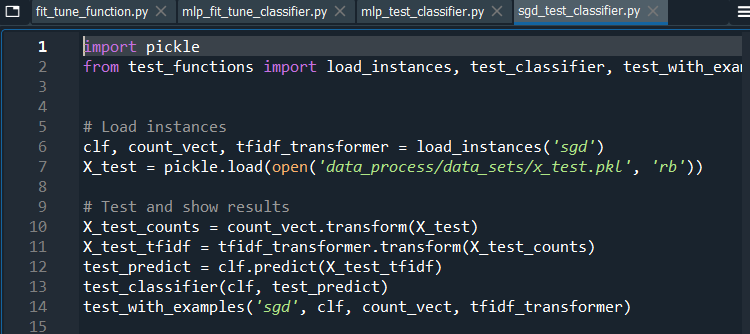 fit_tune_function.py mlp_fit_tune_classifier.py mlp_test_classifier.py sgd_test_classifier.py
1 import pickle
2 from test_functions import load_instances, test_classifier, test_with_exam
3
4
5 # Load instances
6 clf, count_vect, tfidf_transformer = load_instances('sgd')
7 X_test = pickle.load(open('data_process/data_sets/x_test.pkl', 'rb'))
8
9 # Test and show results
10 X_test_counts = count_vect.transform(X_test)
11 X_test_tfidf = tfidf_transformer.transform(X_test_counts)
12 test_predict = clf.predict(X_test_tfidf)
13 test_classifier(clf, test_predict)
14 test_with_examples('sgd', clf, count_vect, tfidf_transformer)
15